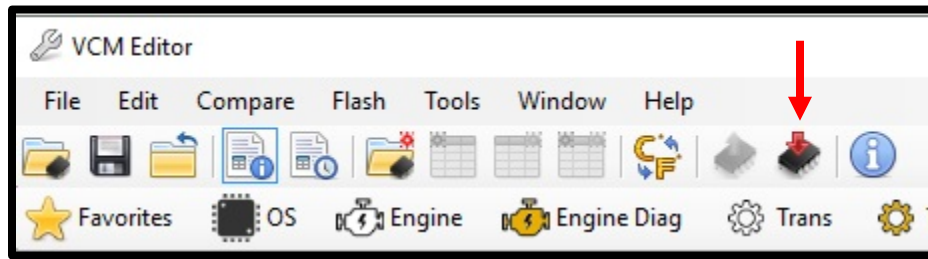 VCM Editor
File Edit Compare Flash Tools Window Help
Favorites OS Engine Engine Diag Trans